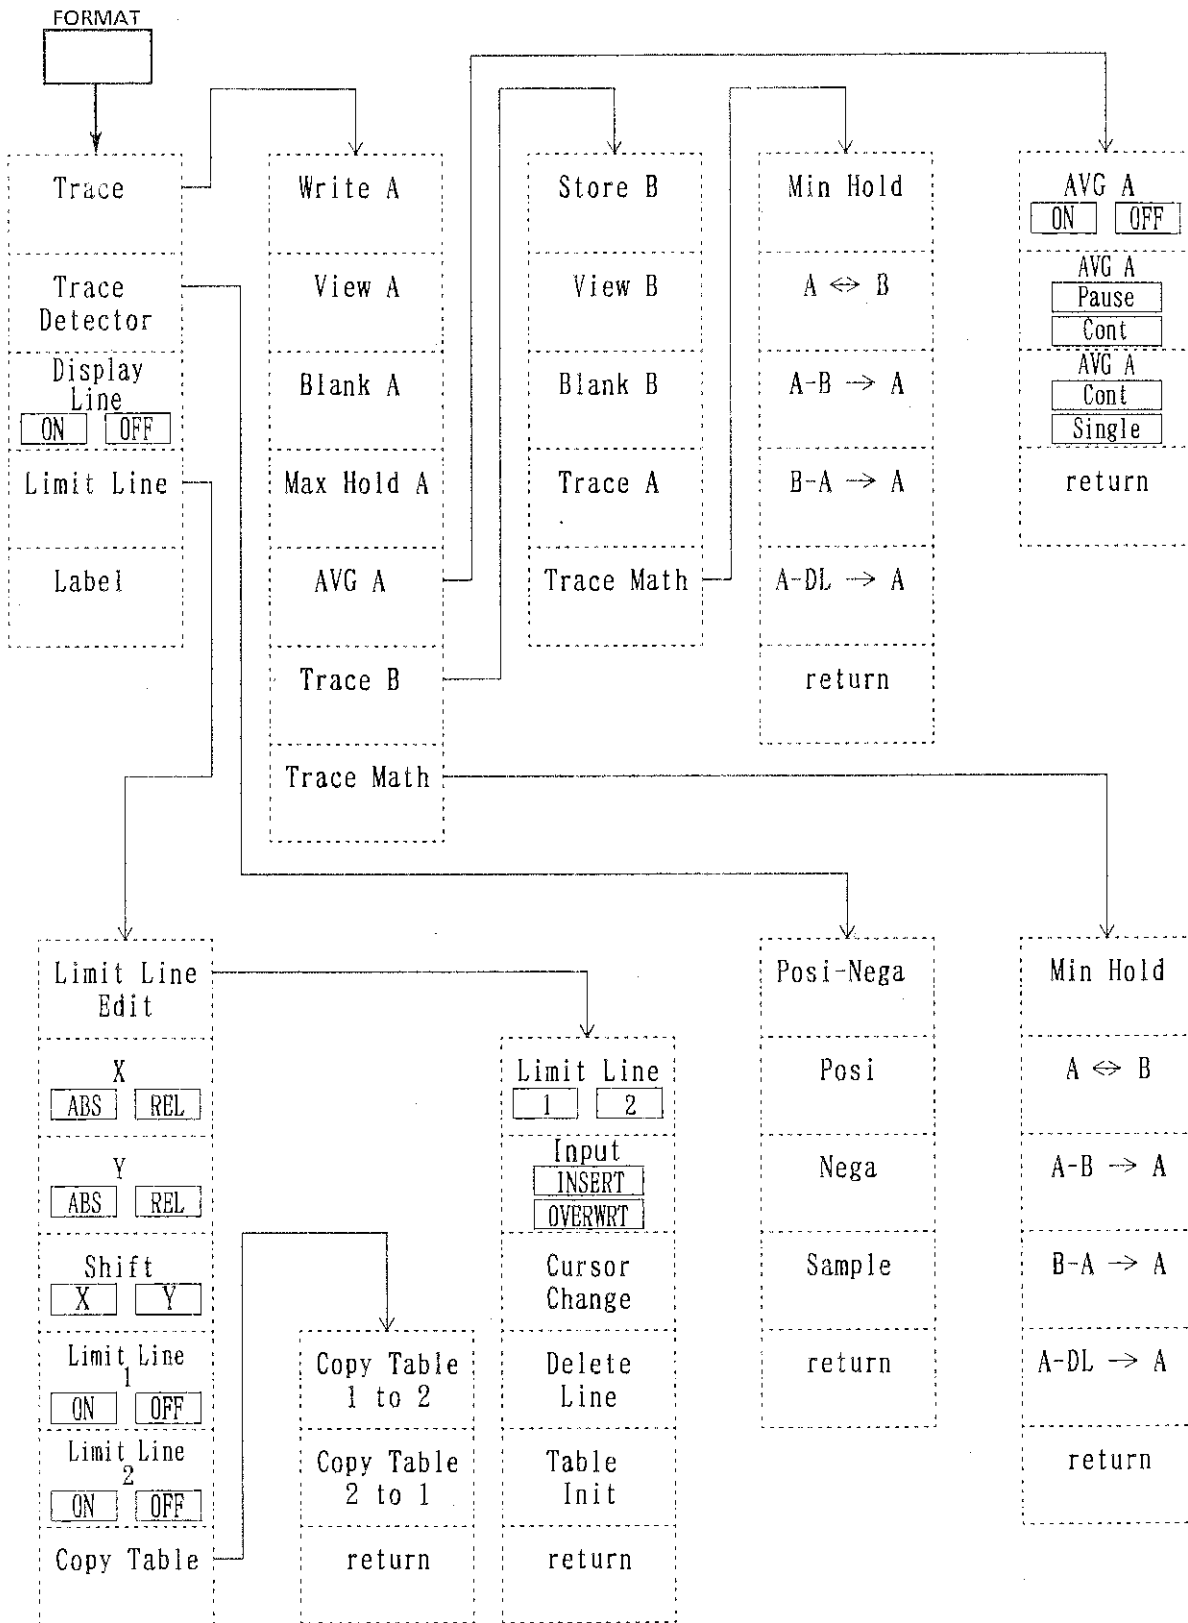 FORMAT
Trace
Trace
Detector
Display
Line
ON OFF
Limit Line
Label
Write A
View A
Blank A
Max Hold A
AVG A
Trace B
Trace Math
Store B
View B
Blank B
Trace A
Trace Math
Min Hold
A ⇔ B
A-B → A
B-A → A
A-DL → A
return
AVG A
ON OFF
AVG A
Pause
Cont
AVG A
Cont
Single
return
Limit Line
Edit
X
ABS REL
Y
ABS REL
Shift
X Y
Limit Line
1
ON OFF
Limit Line
2
ON OFF
Copy Table
Copy Table
1 to 2
Copy Table
2 to 1
return
Limit Line
1 2
Input
INSERT
OVERWRT
Cursor
Change
Delete
Line
Table
Init
return
Posi-Nega
Posi
Nega
Sample
return
Min Hold
A ⇔ B
A-B → A
B-A → A
A-DL → A
return